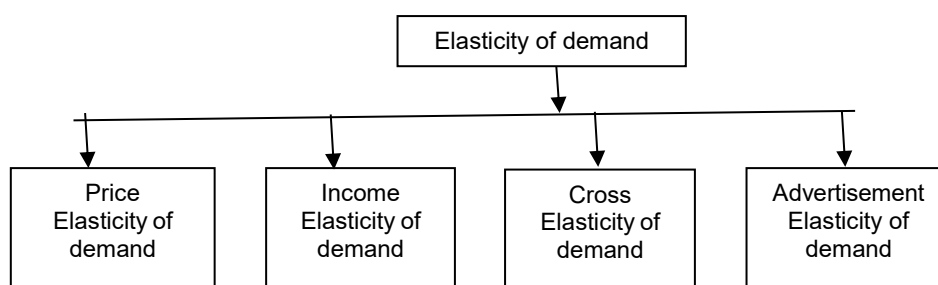 Elasticity of demand
Price
Elasticity of
demand
Income
Elasticity of
demand
Cross
Elasticity of
demand
Advertisement
Elasticity of
demand